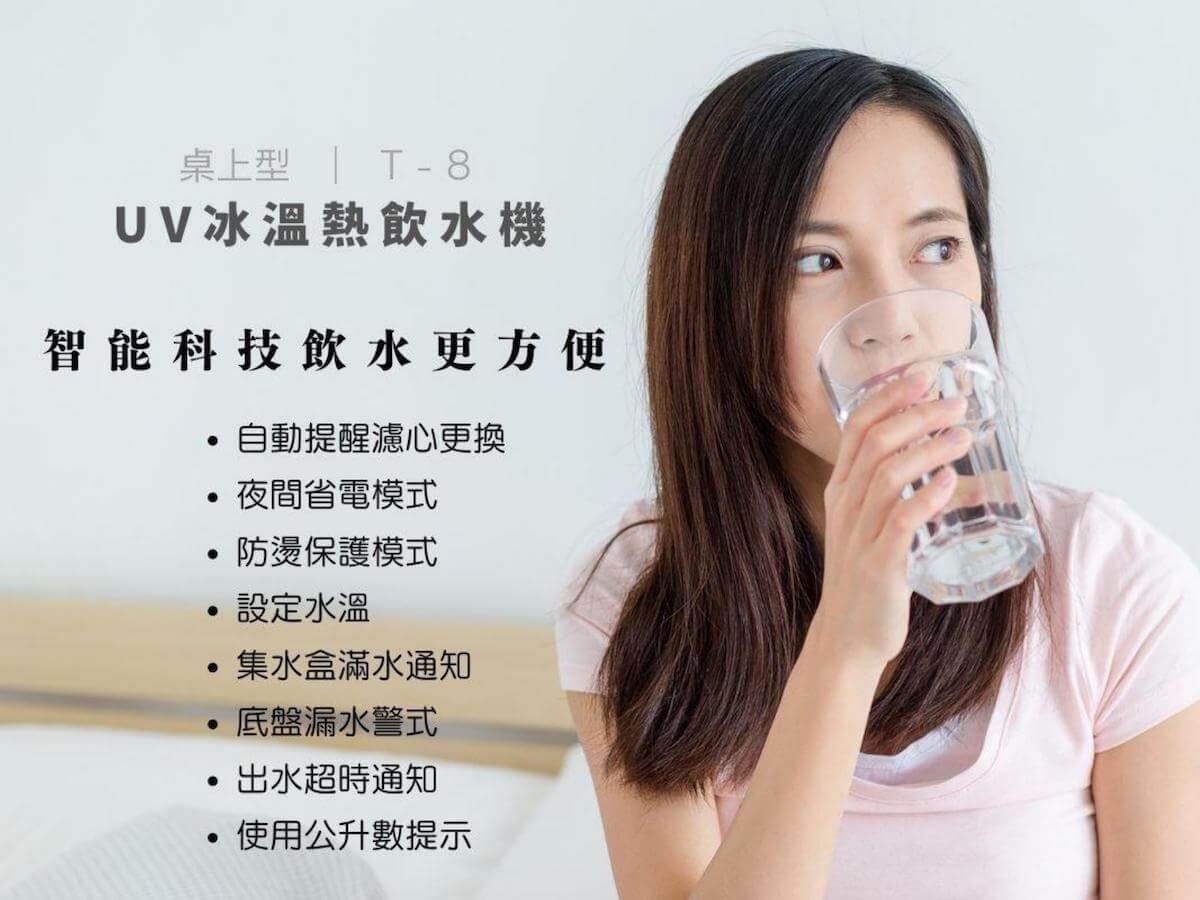 桌上型 | T-8
UV冰溫熱飲水機
智能科技飲水更方便
• 自動提醒濾心更換
• 夜間省電模式
• 防燙保護模式
• 設定水溫
• 集水盒滿水通知
• 底盤漏水警式
• 出水超時通知
• 使用公升數提示